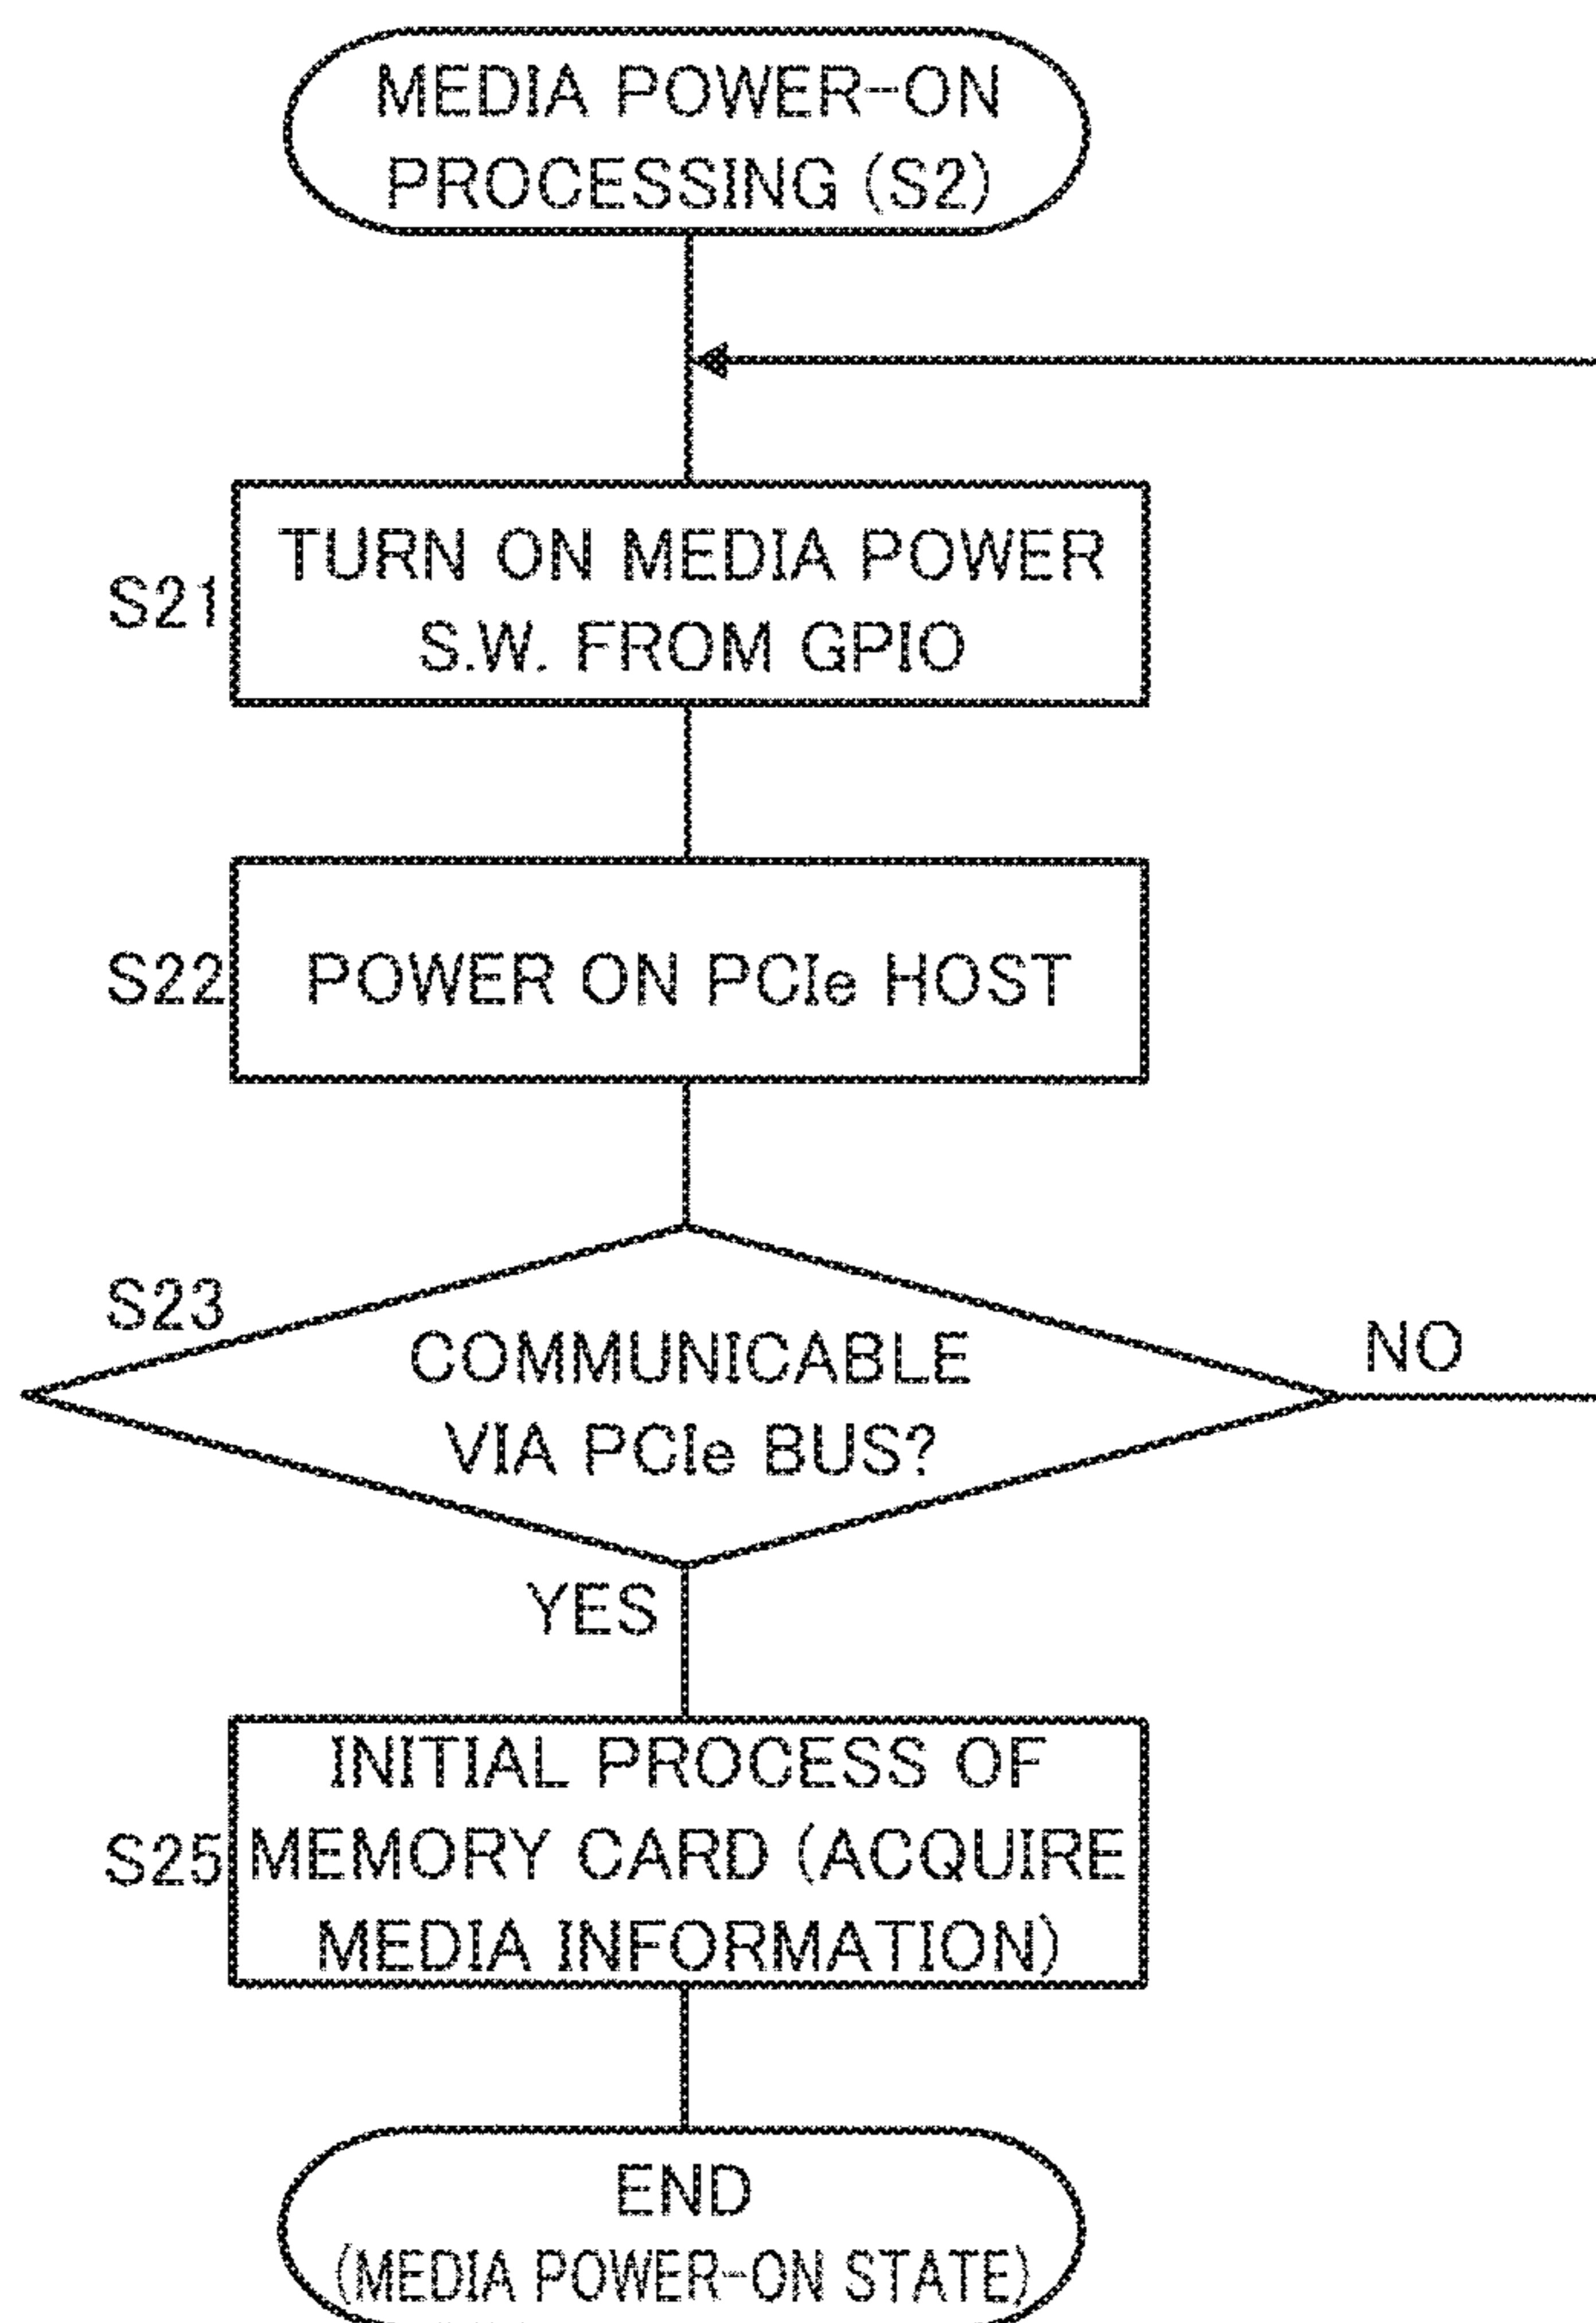 MEDIA POWER-ON
PROCESSING (S2)
S21
TURN ON MEDIA POWER
S.W. FROM GPIO
S22
POWER ON PCIe HOST
S23
COMMUNICABLE
VIA PCIe BUS?
NO
YES
S25
INITIAL PROCESS OF
MEMORY CARD (ACQUIRE
MEDIA INFORMATION)
END
(MEDIA POWER-ON STATE)